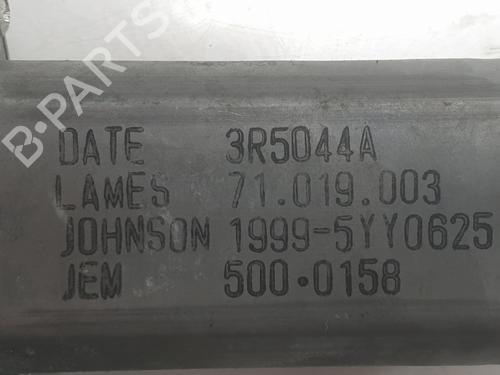 DATE 3R5044A
LAMES 71.019.003
JOHNSON 1999-5YY0625
JEM 500.0158
B-PARTS